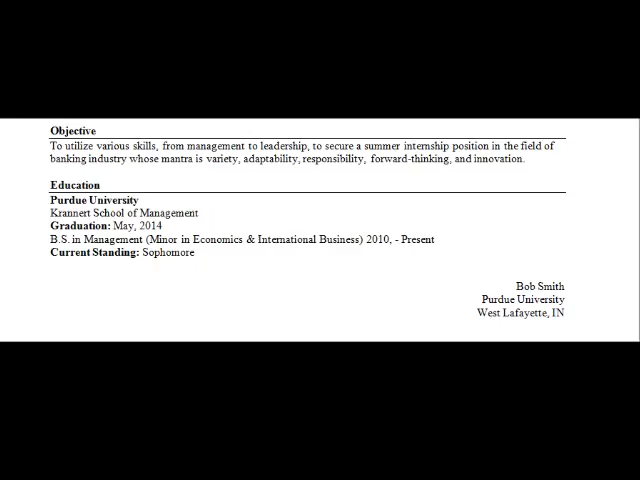 Objective
To utilize various skills, from management to leadership, to secure a summer internship position in the field of
banking industry whose mantra is variety, adaptability, responsibility, forward-thinking, and innovation.
Education
Purdue University
Krannert School of Management
Graduation: May, 2014
B.S. in Management (Minor in Economics & International Business) 2010, - Present
Current Standing: Sophomore
Bob Smith
Purdue University
West Lafayette, IN